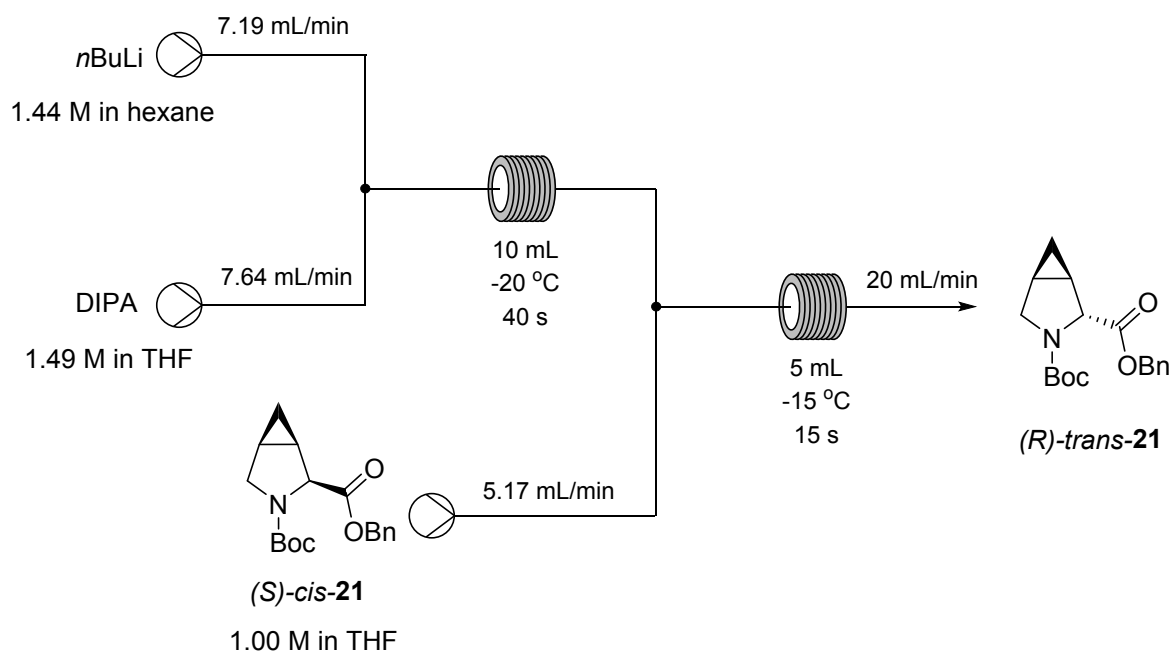 7.19 mL/min
nBuLi
1.44 M in hexane
7.64 mL/min
DIPA
1.49 M in THF
10 mL
-20 °C
40 s
20 mL/min
5 mL
-15 °C
15 s
O
N
OBn
Boc
(R)-trans-21
5.17 mL/min
O
N
OBn
Boc
(S)-cis-21
1.00 M in THF